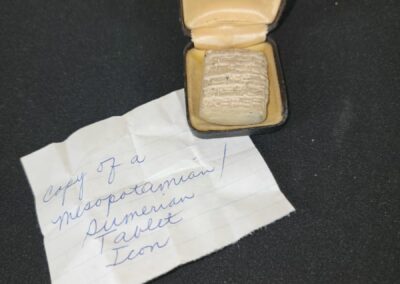 Copy of a
Mesopotamian/
Sumerian
Tablet
Icon